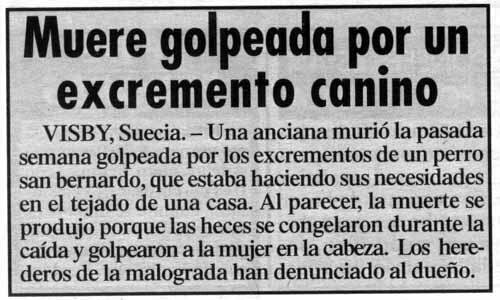 Muere golpeada por un
excremento canino
VISBY, Suecia. – Una anciana murió la pasada
semana golpeada por los excrementos de un perro
san bernardo, que estaba haciendo sus necesidades
en el tejado de una casa. Al parecer, la muerte se
produjo porque las heces se congelaron durante la
caída y golpearon a la mujer en la cabeza. Los here-
deros de la malograda han denunciado al dueño.